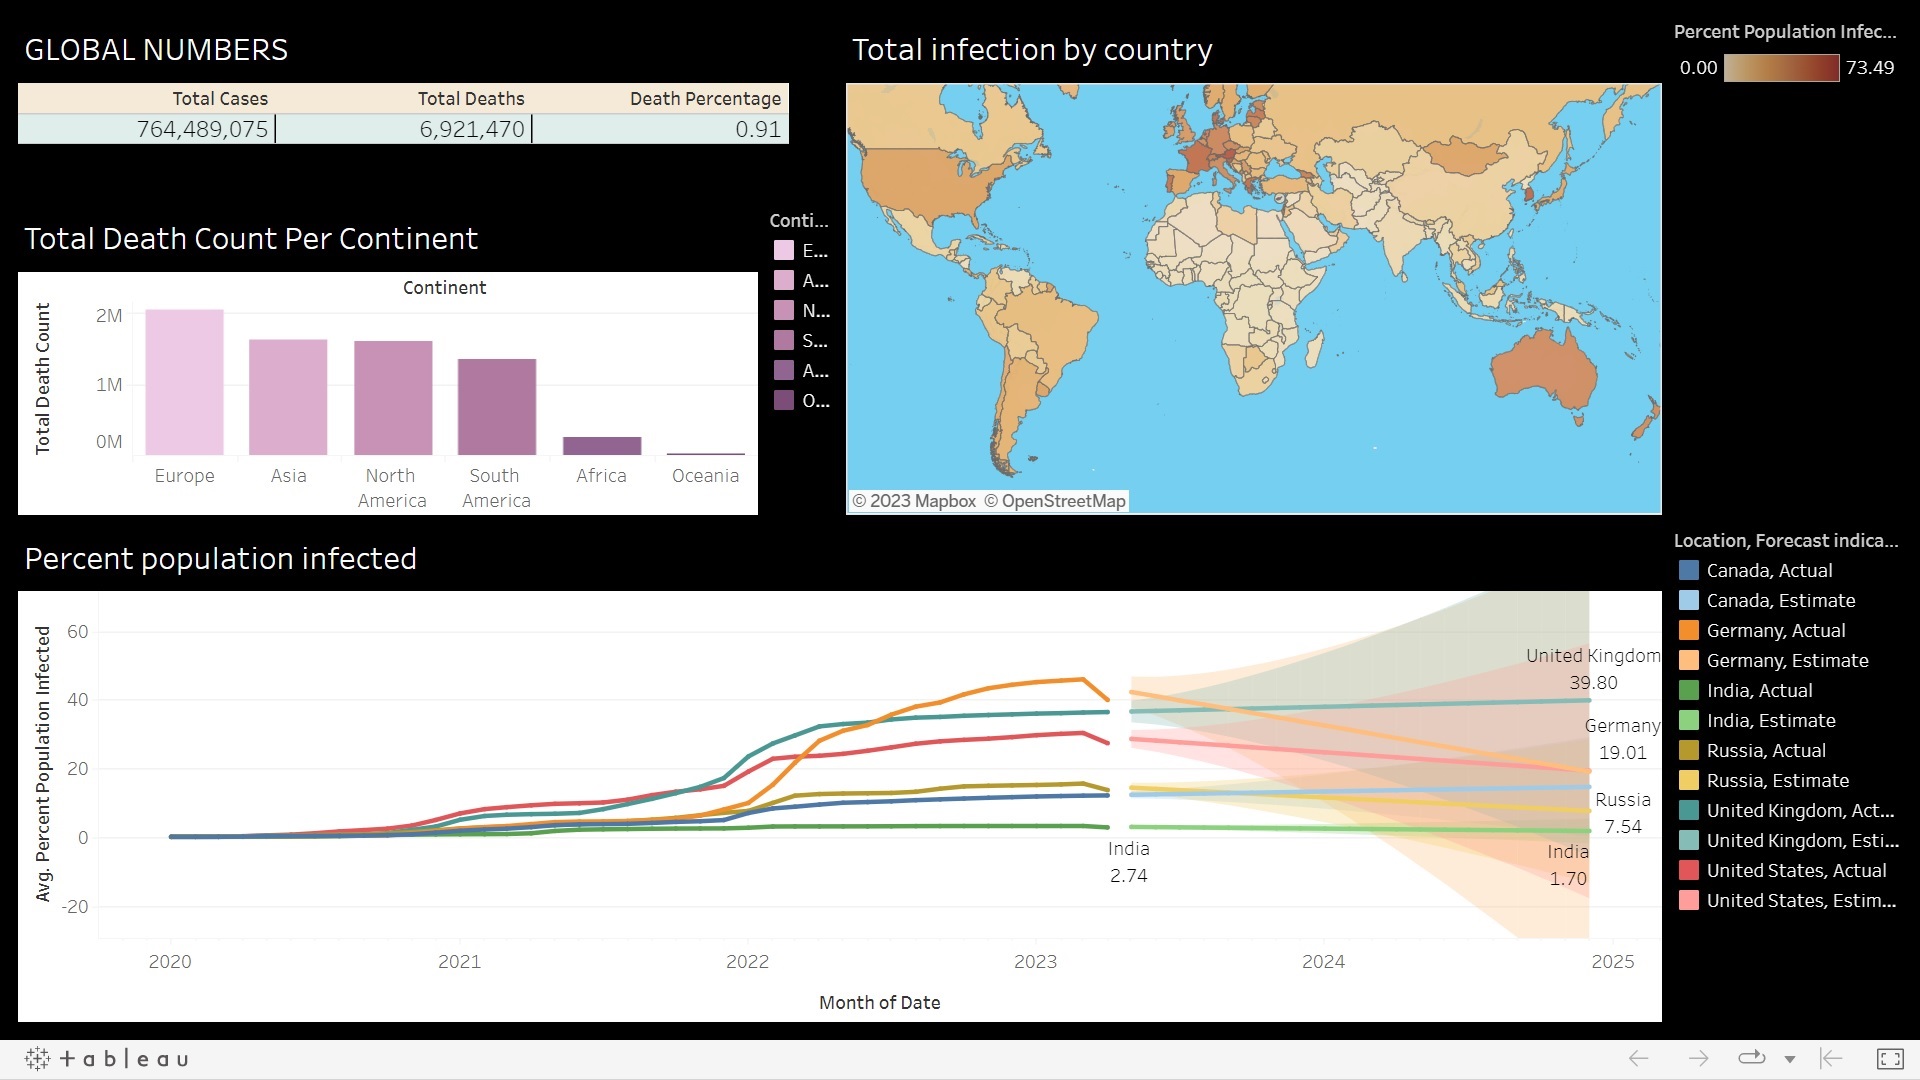 GLOBAL NUMBERS
Total Cases Total Deaths Death Percentage
764,489,075 6,921,470 0.91
Total Death Count Per Continent
Continent
Total Death Count
2M
1M
0M
Europe Asia North America South America Africa Oceania
Conti...
E...
A...
N...
S...
A...
O...
Total infection by country
© 2023 Mapbox © OpenStreetMap
Percent Population Infec...
0.00 73.49
Percent population infected
Avg. Percent Population Infected
60
40
20
0
-20
United Kingdom
39.80
Germany
19.01
Russia
7.54
India
2.74
India
1.70
2020 2021 2022 2023 2024 2025
Month of Date
Location, Forecast indica...
Canada, Actual
Canada, Estimate
Germany, Actual
Germany, Estimate
India, Actual
India, Estimate
Russia, Actual
Russia, Estimate
United Kingdom, Act...
United Kingdom, Esti...
United States, Actual
United States, Estim...
+ a b | e a u